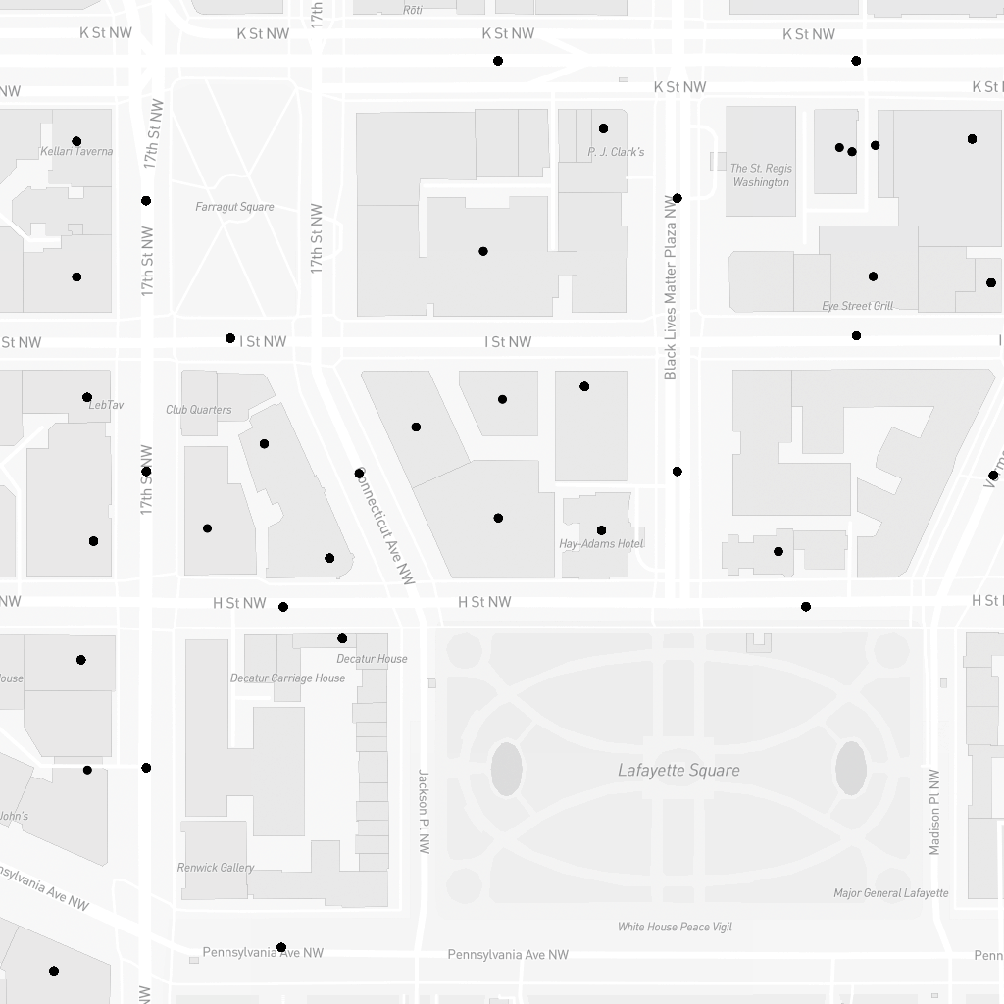 Rōti
17th St NW
K St NW
K St NW
K St NW
K St NW
NW
K St NW
K St
17th St NW
Kellari Taverna
P. J. Clark's
The St. Regis
Washington
Farragut Square
17th St NW
17th St NW
Black Lives Matter Plaza NW
Eye Street Grill
St NW
I St NW
I St NW
I
LebTav
Club Quarters
17th St NW
Connecticut Ave NW
Hay-Adams Hotel
NW
H St NW
H St NW
H St
Decatur House
Decatur Carriage House
ouse
Lafayette Square
Jackson P. NW
Madison Pl NW
John's
Renwick Gallery
nsylvania Ave NW
Major General Lafayette
White House Peace Vigil
Pennsylvania Ave NW
Pennsylvania Ave NW
Penn
NW